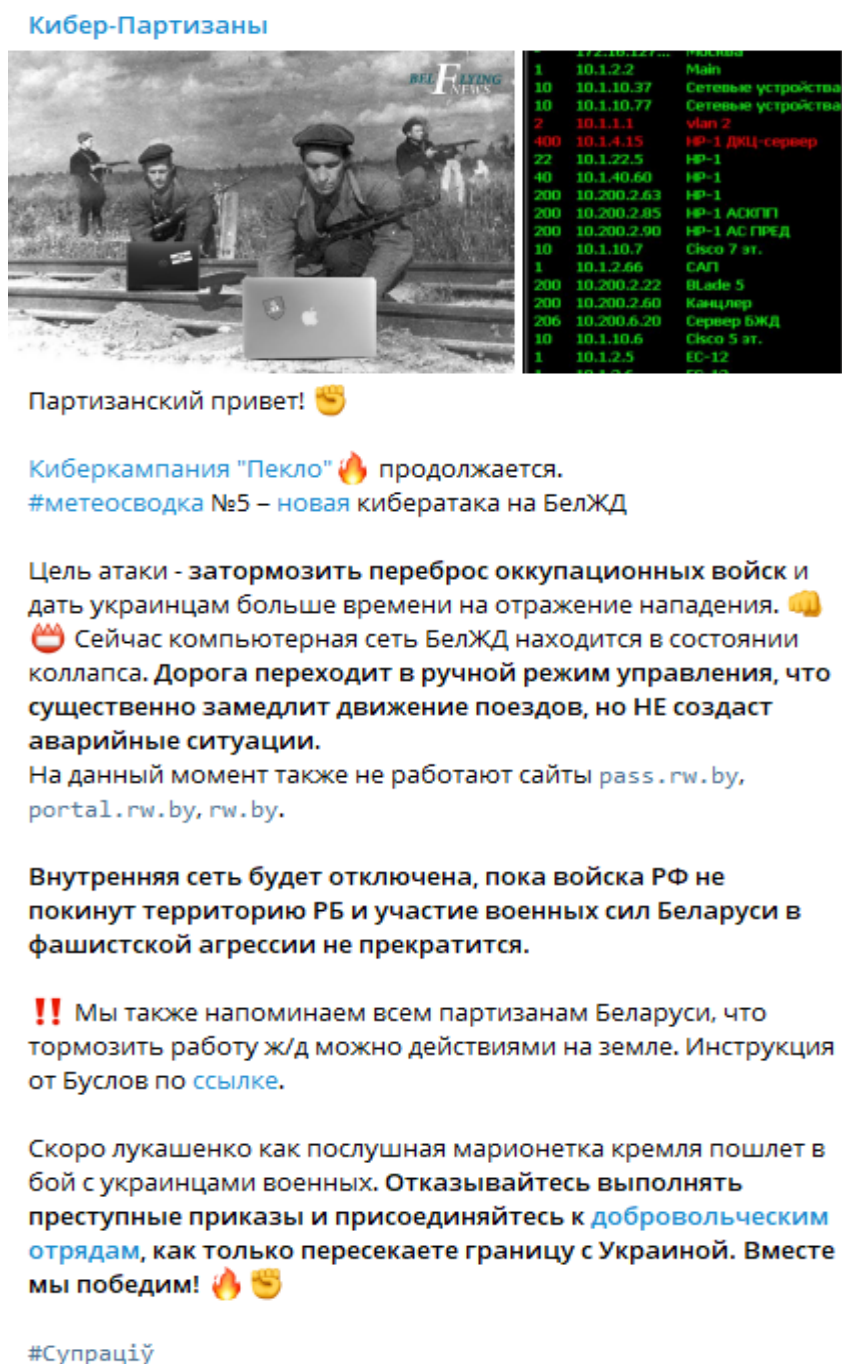 Кибер-Партизаны
BEL FLYING
NEWS
172.16.127... Москва
1 10.1.2.2 Main
10 10.1.10.37 Сетевые устройства
10 10.1.10.77 Сетевые устройства
2 10.1.1.1 vlan 2
400 10.1.4.15 НР-1 ДКЦ-сервер
22 10.1.22.5 НР-1
40 10.1.40.60 НР-1
200 10.200.2.63 НР-1
200 10.200.2.85 НР-1 АСКПП
200 10.200.2.90 НР-1 АС ПРЕД
10 10.1.10.7 Cisco 7 эт.
1 10.1.2.66 САП
200 10.200.2.22 BLade 5
200 10.200.2.60 Канцлер
206 10.200.6.20 Сервер БЖД
10 10.1.10.6 Cisco 5 эт.
1 10.1.2.5 ЕС-12
Партизанский привет! ✊
Киберкампания "Пекло"🔥 продолжается.
#метеосводка №5 – новая кибератака на БелЖД
Цель атаки - затормозить переброс оккупационных войск и
дать украинцам больше времени на отражение нападения. 👊
📛 Сейчас компьютерная сеть БелЖД находится в состоянии
коллапса. Дорога переходит в ручной режим управления, что
существенно замедлит движение поездов, но НЕ создаст
аварийные ситуации.
На данный момент также не работают сайты pass.rw.by,
portal.rw.by, rw.by.
Внутренняя сеть будет отключена, пока войска РФ не
покинут территорию РБ и участие военных сил Беларуси в
фашистской агрессии не прекратится.
‼️ Мы также напоминаем всем партизанам Беларуси, что
тормозить работу ж/д можно действиями на земле. Инструкция
от Буслов по ссылке.
Скоро лукашенко как послушная марионетка кремля пошлет в
бой с украинцами военных. Отказывайтесь выполнять
преступные приказы и присоединяйтесь к добровольческим
отрядам, как только пересекаете границу с Украиной. Вместе
мы победим! 🔥 ✊
#Супраціў